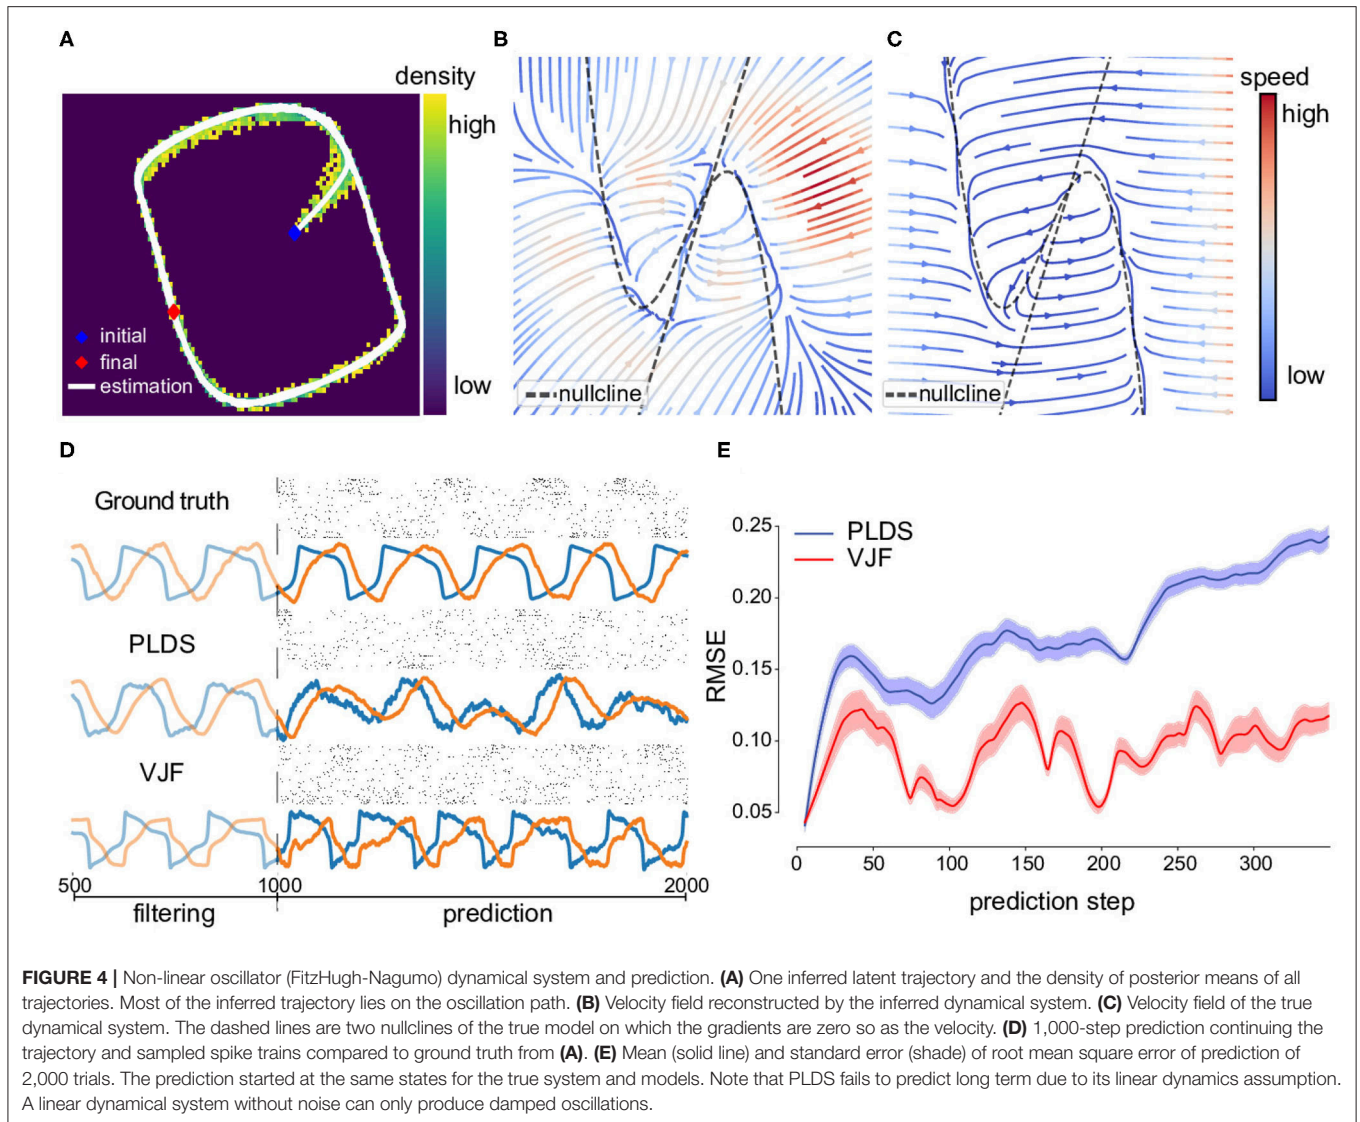 A
density
high
low
initial
final
estimation
B
nullcline
C
nullcline
speed
high
low
D
Ground truth
PLDS
VJF
500
1000
2000
filtering
prediction
E
PLDS
VJF
0.25
0.20
0.15
0.10
0.05
RMSE
0
50
100
150
200
250
300
prediction step
FIGURE 4 | Non-linear oscillator (FitzHugh-Nagumo) dynamical system and prediction. (A) One inferred latent trajectory and the density of posterior means of all
trajectories. Most of the inferred trajectory lies on the oscillation path. (B) Velocity field reconstructed by the inferred dynamical system. (C) Velocity field of the true
dynamical system. The dashed lines are two nullclines of the true model on which the gradients are zero so as the velocity. (D) 1,000-step prediction continuing the
trajectory and sampled spike trains compared to ground truth from (A). (E) Mean (solid line) and standard error (shade) of root mean square error of prediction of
2,000 trials. The prediction started at the same states for the true system and models. Note that PLDS fails to predict long term due to its linear dynamics assumption.
A linear dynamical system without noise can only produce damped oscillations.